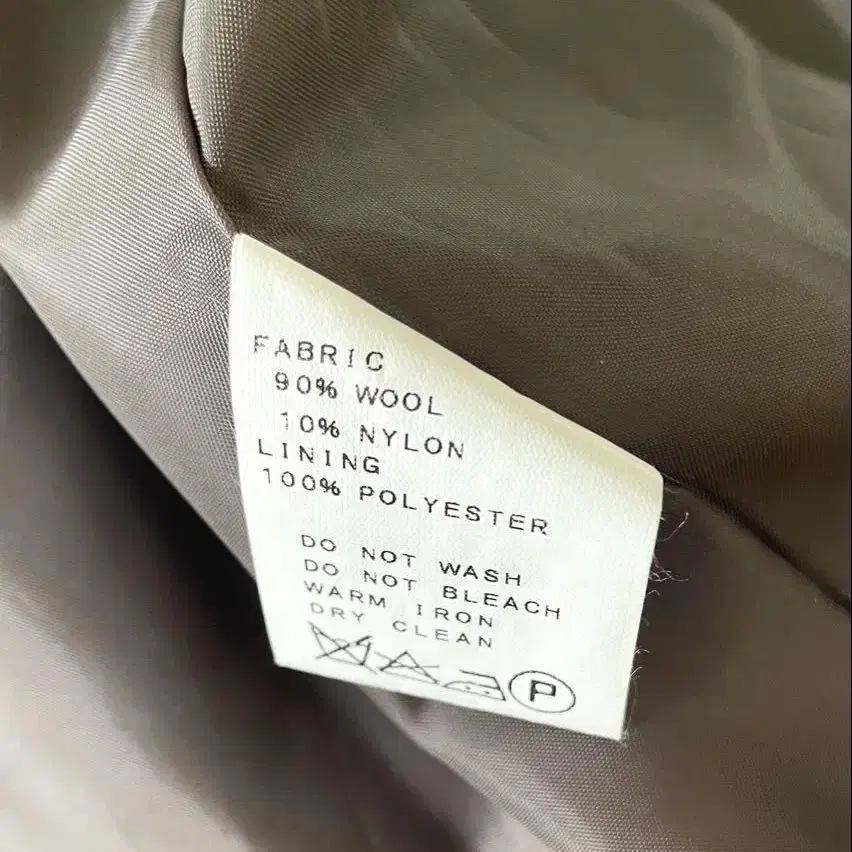 FABRIC
90% WOOL
10% NYLON
LINING
100% POLYESTER
DO NOT WASH
DO NOT BLEACH
WARM IRON
DRY CLEAN
P